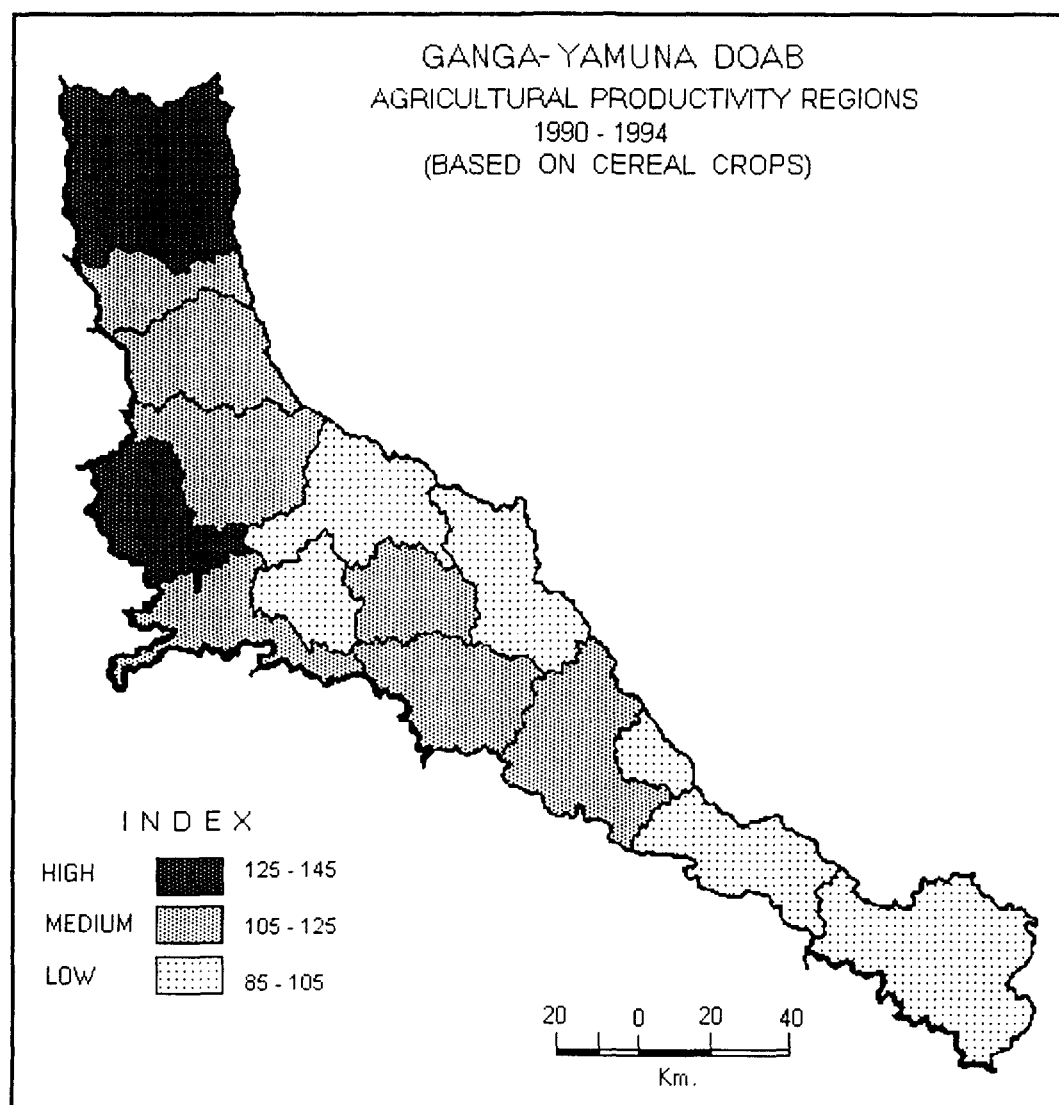 GANGA-YAMUNA DOAB
AGRICULTURAL PRODUCTIVITY REGIONS
1990 - 1994
(BASED ON CEREAL CROPS)
INDEX
HIGH 125 - 145
MEDIUM 105 - 125
LOW 85 - 105
20 0 20 40
Km.